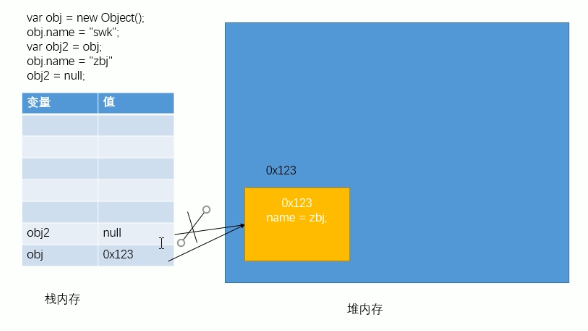 var obj = new Object();
obj.name = "swk";
var obj2 = obj;
obj.name = "zbj"
obj2 = null;
变量 值
obj2 null
obj 0x123
栈内存
0x123
0x123
name = zbj;
堆内存